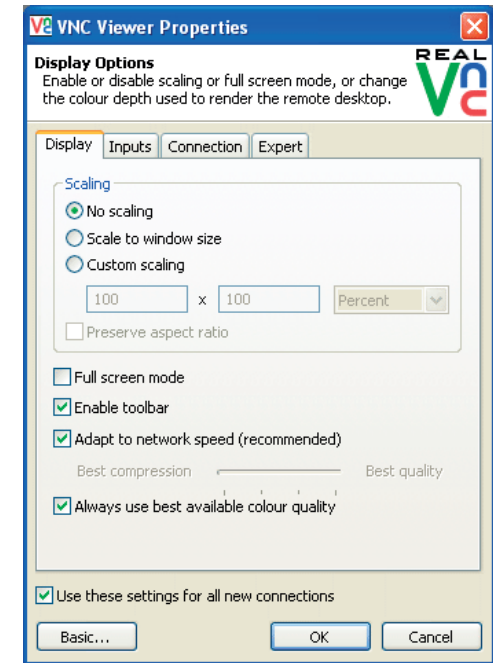 VNC Viewer Properties
Display Options
Enable or disable scaling or full screen mode, or change
the colour depth used to render the remote desktop.
REAL
VNC
Display Inputs Connection Expert
Scaling
No scaling
Scale to window size
Custom scaling
100 x 100 Percent
Preserve aspect ratio
Full screen mode
Enable toolbar
Adapt to network speed (recommended)
Best compression Best quality
Always use best available colour quality
Use these settings for all new connections
Basic... OK Cancel